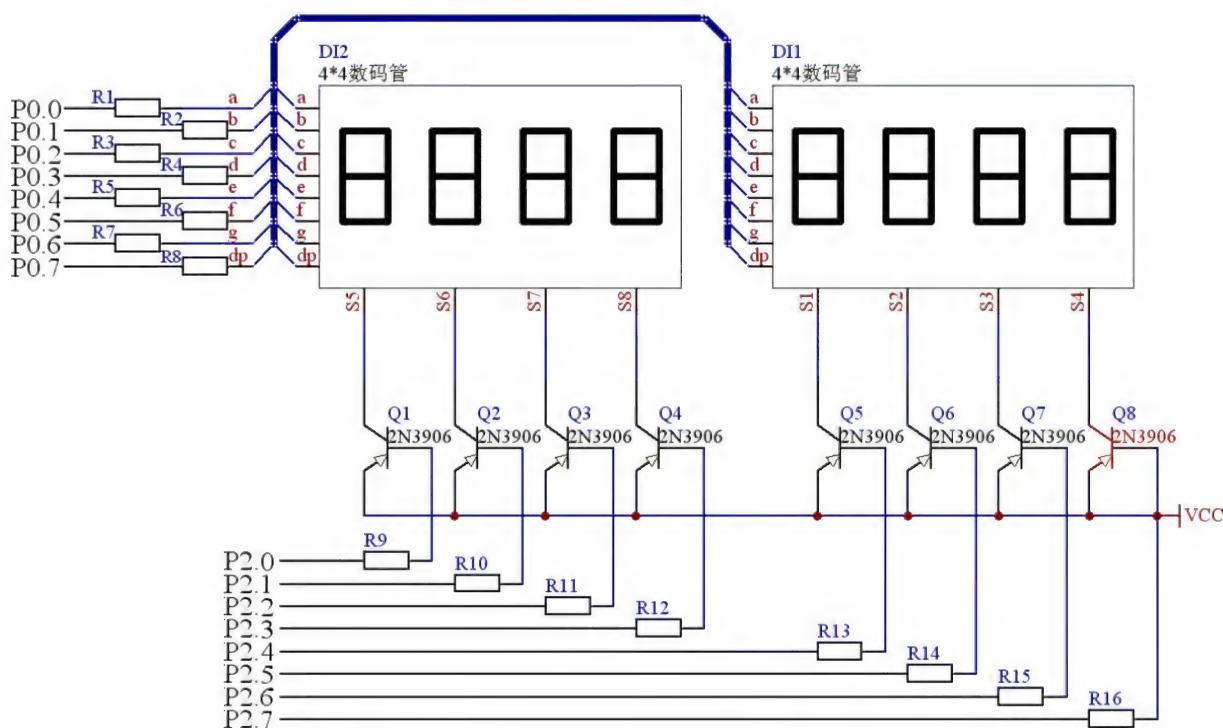 DI2
4*4数码管
DI1
4*4数码管
P0.0 R1 a a a
P0.1 R2 b b b
P0.2 R3 c c c
P0.3 R4 d d d
P0.4 R5 e e e
P0.5 R6 f f f
P0.6 R7 g g g
P0.7 R8 dp dp dp
S5 S6 S7 S8 S1 S2 S3 S4
Q1 Q2 Q3 Q4 Q5 Q6 Q7 Q8
2N3906 2N3906 2N3906 2N3906 2N3906 2N3906 2N3906 2N3906
VCC
P2.0 R9
P2.1 R10
P2.2 R11
P2.3 R12
P2.4 R13
P2.5 R14
P2.6 R15
P2.7 R16